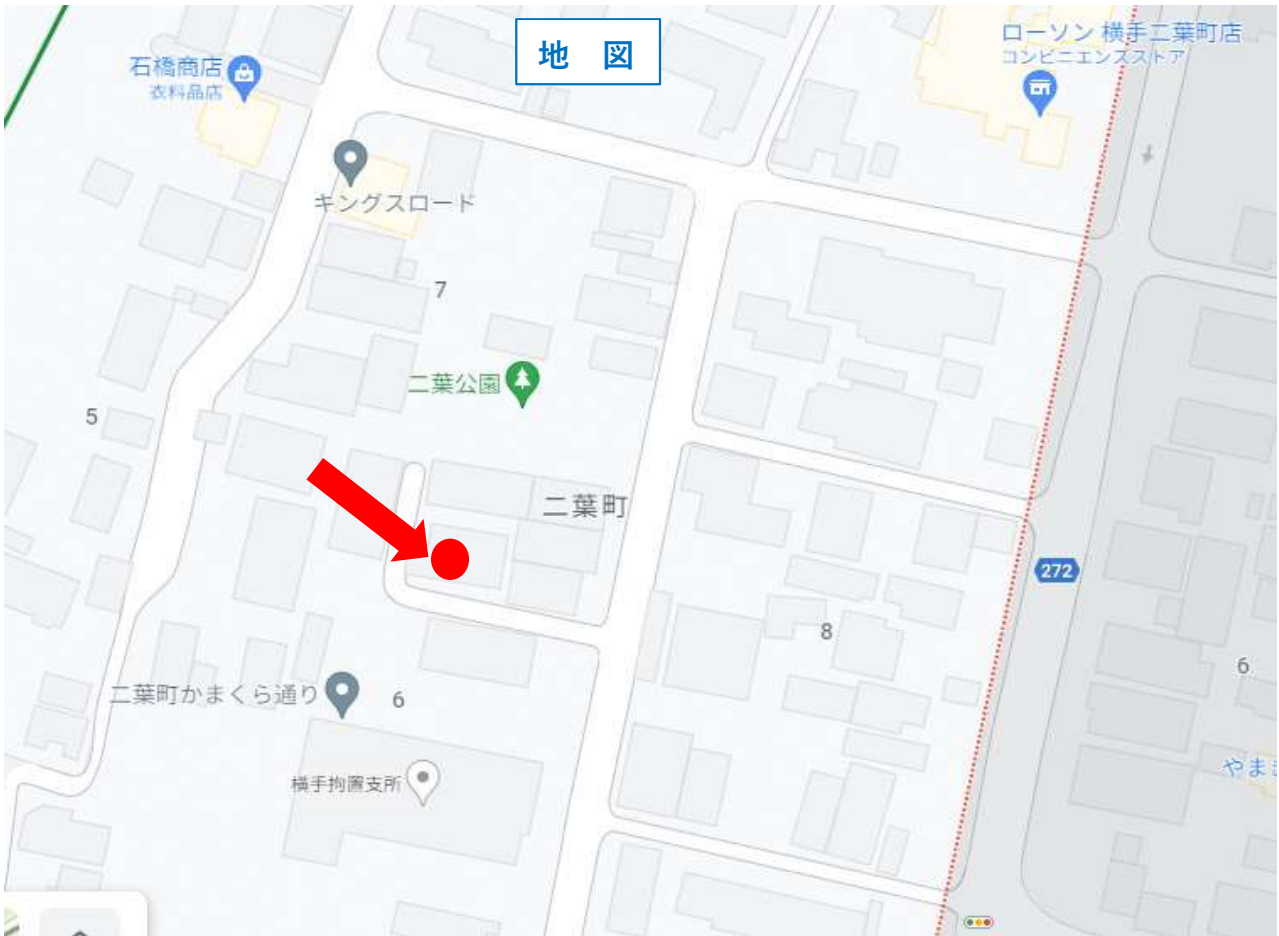 地 図
ローソン 横手二葉町店
コンビニエンスストア
石橋商店
衣料品店
キングスロード
7
二葉公園
5
二葉町
272
8
6
二葉町かまくら通り
6
横手拘置支所